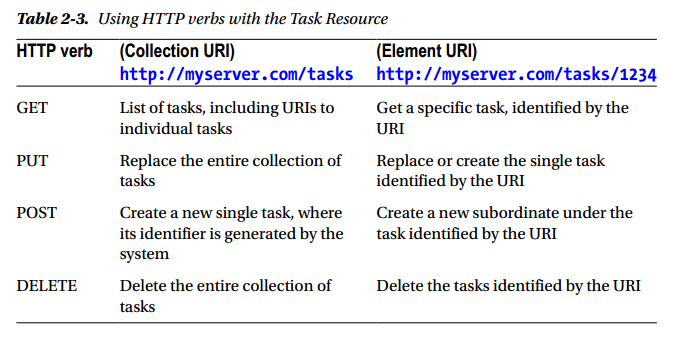 Table 2-3. Using HTTP verbs with the Task Resource
HTTP verb (Collection URI) (Element URI)
http://myserver.com/tasks http://myserver.com/tasks/1234
GET List of tasks, including URIs to Get a specific task, identified by the
individual tasks URI
PUT Replace the entire collection of Replace or create the single task
tasks identified by the URI
POST Create a new single task, where Create a new subordinate under the
its identifier is generated by the task identified by the URI
system
DELETE Delete the entire collection of Delete the tasks identified by the URI
tasks